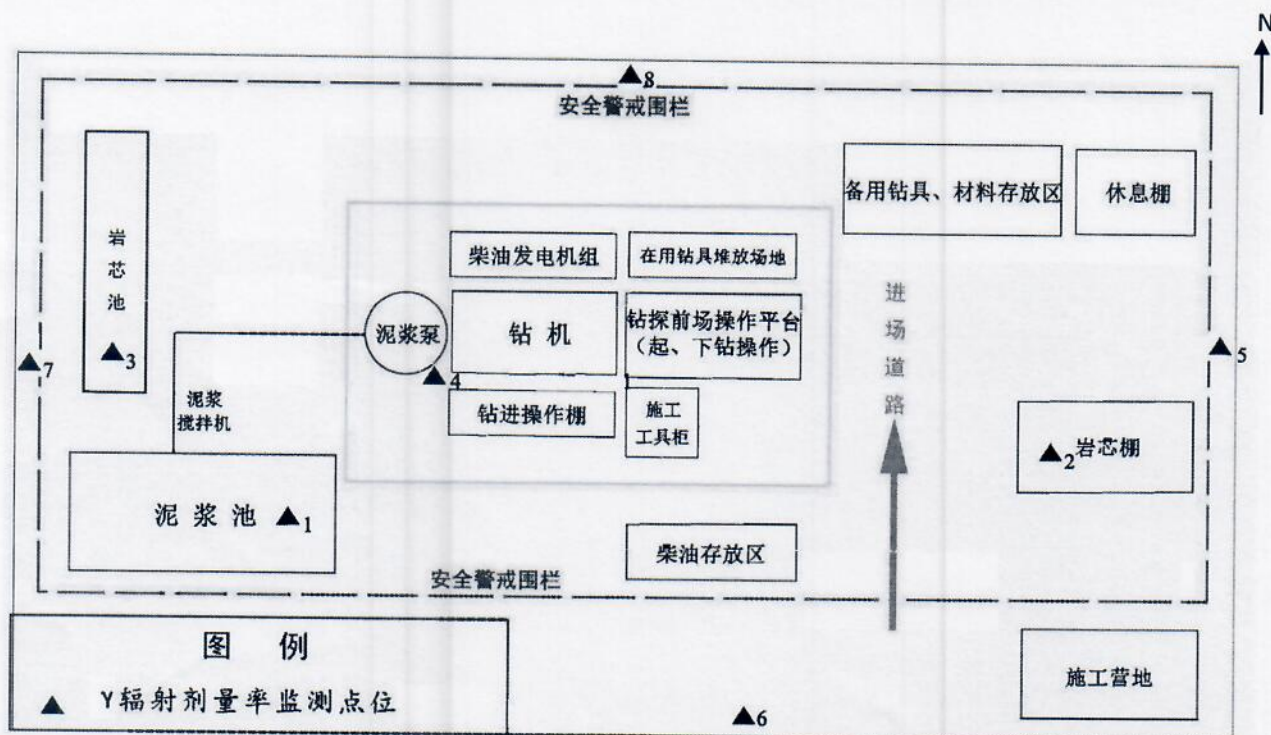 N
▲8
安全警戒围栏
备用钻具、材料存放区
休息棚
岩芯池
▲3
柴油发电机组
在用钻具堆放场地
泥浆泵
钻机
钻探前场操作平台
（起、下钻操作）
进场道路
▲7
▲5
▲4
泥浆
搅拌机
钻进操作棚
施工
工具柜
▲2
岩芯棚
泥浆池
▲1
柴油存放区
安全警戒围栏
图 例
▲ γ辐射剂量率监测点位
▲6
施工营地